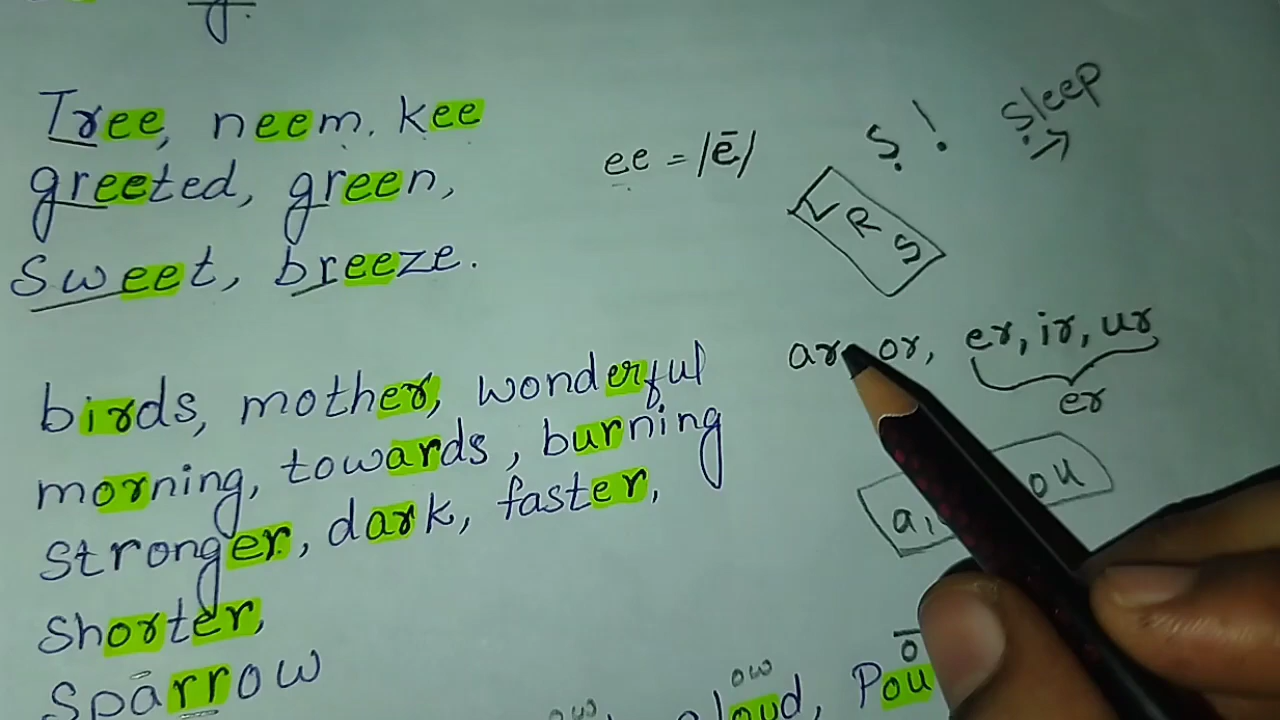 Tree, neem. kee
greeted, green,
Sweet, breeze.
ee = /ē/
S!
Sleep
L R S
birds, mother, wonderful
morning, towards, burning
Stronger, dark, faster,
Shorter,
Sparrow
ar or, er, ir, ur
er
ou
ow
ō
Pou